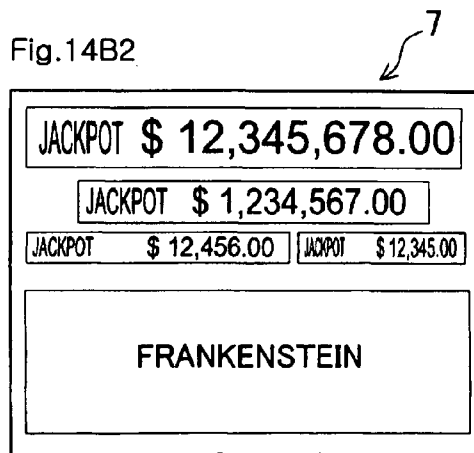 7
Fig.14B2
JACKPOT $ 12,345,678.00
JACKPOT $ 1,234,567.00
JACKPOT $ 12,456.00 JACKPOT $ 12,345.00
FRANKENSTEIN